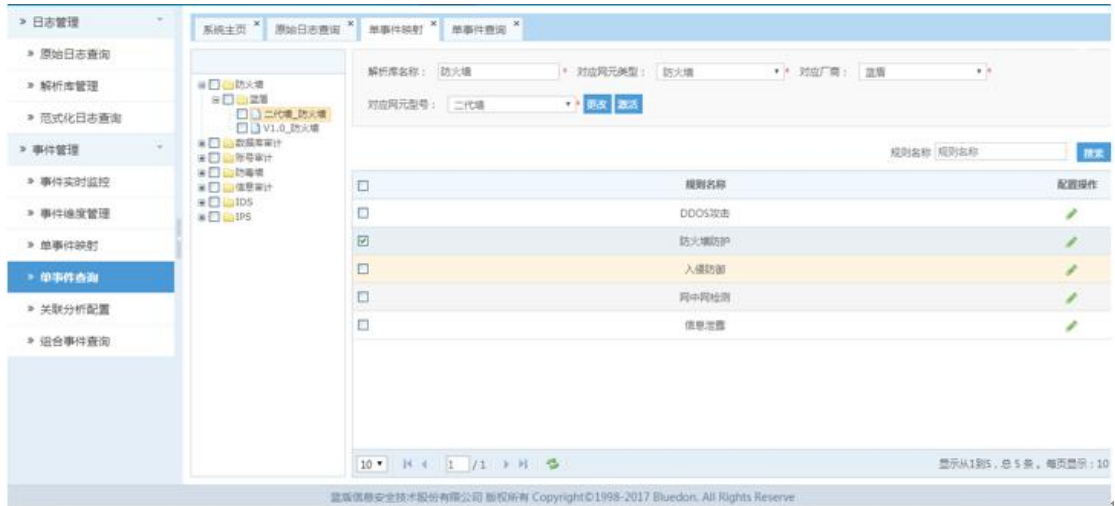 日志管理
原始日志查询
解析库管理
范式化日志查询
事件管理
事件实时监控
事件维度管理
单事件映射
单事件查询
关联分析配置
组合事件查询
系统主页 × 原始日志查询 × 单事件映射 × 单事件查询 ×
防火墙
蓝盾
二代墙_防火墙
V1.0_防火墙
数据库审计
账号审计
防毒墙
信息审计
IDS
IPS
解析库名称： 防火墙 * 对应网元类型： 防火墙 * 对应厂商： 蓝盾 *
对应网元型号： 二代墙 * 更改 激活
规则名称 规则名称 搜索
规则名称 配置操作
DDOS攻击
防火墙防护
入侵防御
网中网检测
信息泄露
10 1 /1 显示从1到5，总 5 条。每页显示：10
蓝盾信息安全技术股份有限公司 版权所有 Copyright©1998-2017 Bluedon. All Rights Reserve